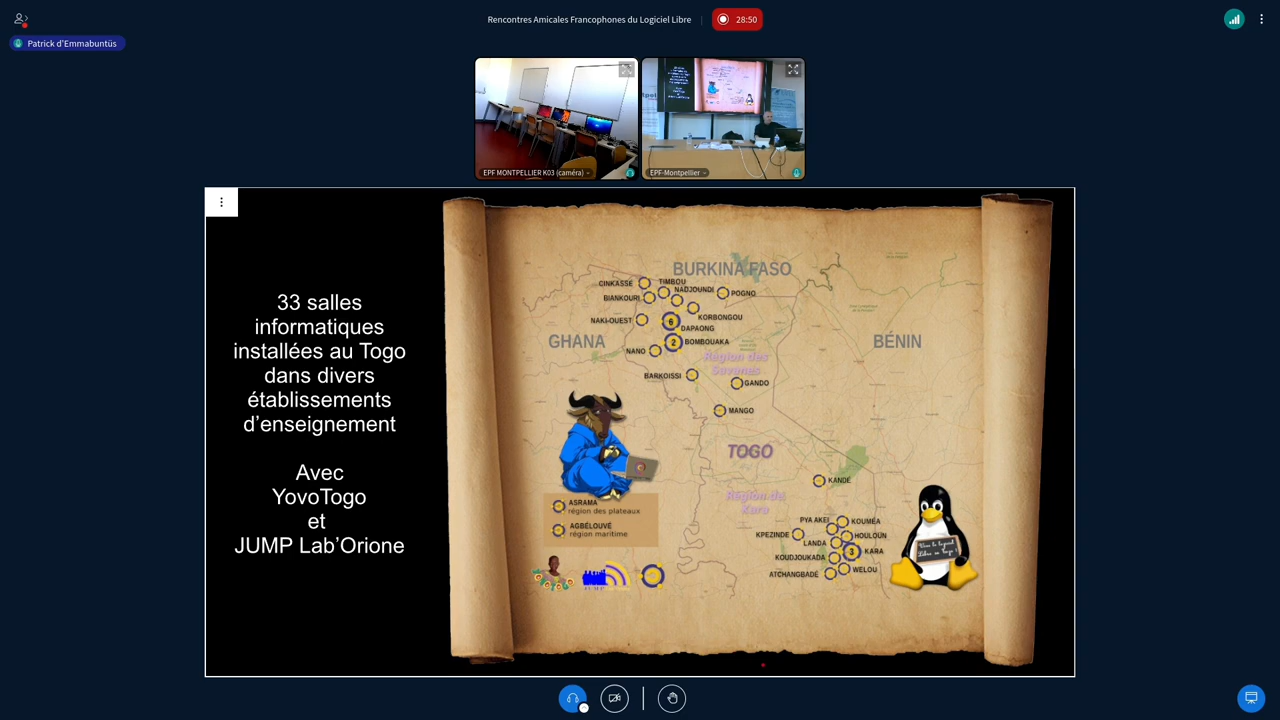 Rencontres Amicales Francophones du Logiciel Libre
28:50
Patrick d'Emmabuntüs
EPF MONTPELLIER K03 (caméra)
EPF-Montpellier
33 salles
informatiques
installées au Togo
dans divers
établissements
d'enseignement
Avec
YovoTogo
et
JUMP Lab'Orione
BURKINA FASO
CINKASSE
TIMBOU
NADJOUNDI
POGNO
BIANKOURI
KORBONGOU
NAKI-OUEST
6
DAPAONG
GHANA
BÉNIN
2
BOMBOUAKA
NANO
Région des
Savanes
BARKOISSI
GANDO
MANGO
TOGO
KANDÉ
Région de
Kara
ASRAMA
région des plateaux
AGBÉLOUVÉ
région maritime
PYA AKEI
KOUMÉA
KPEZINDE
HOULOUN
LANDA
3
KARA
KOUDJOUKADA
WELOU
ATCHANGBADÉ
JUMP